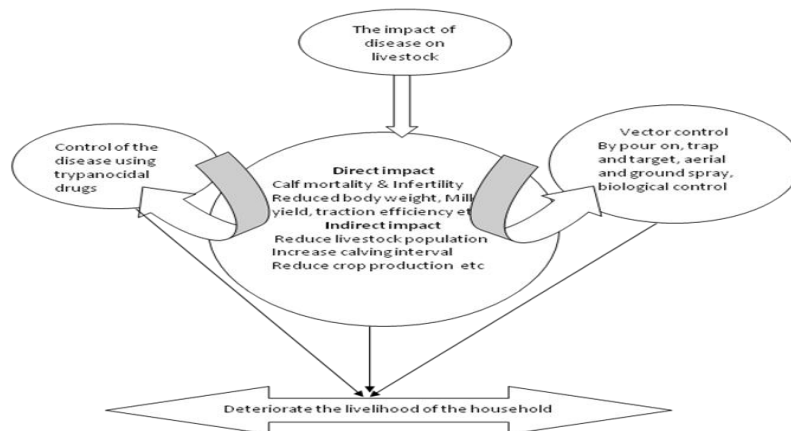 The impact of
disease on
livestock
Control of the
disease using
trypanocidal
drugs
Direct impact
Calf mortality & Infertility
Reduced body weight, Mil
yield, traction efficiency et
Indirect impact
Reduce livestock population
Increase calving interval
Reduce crop production etc
Vector control
By pour on, trap
and target, aerial
and ground spray,
biological control
Deteriorate the livelihood of the household